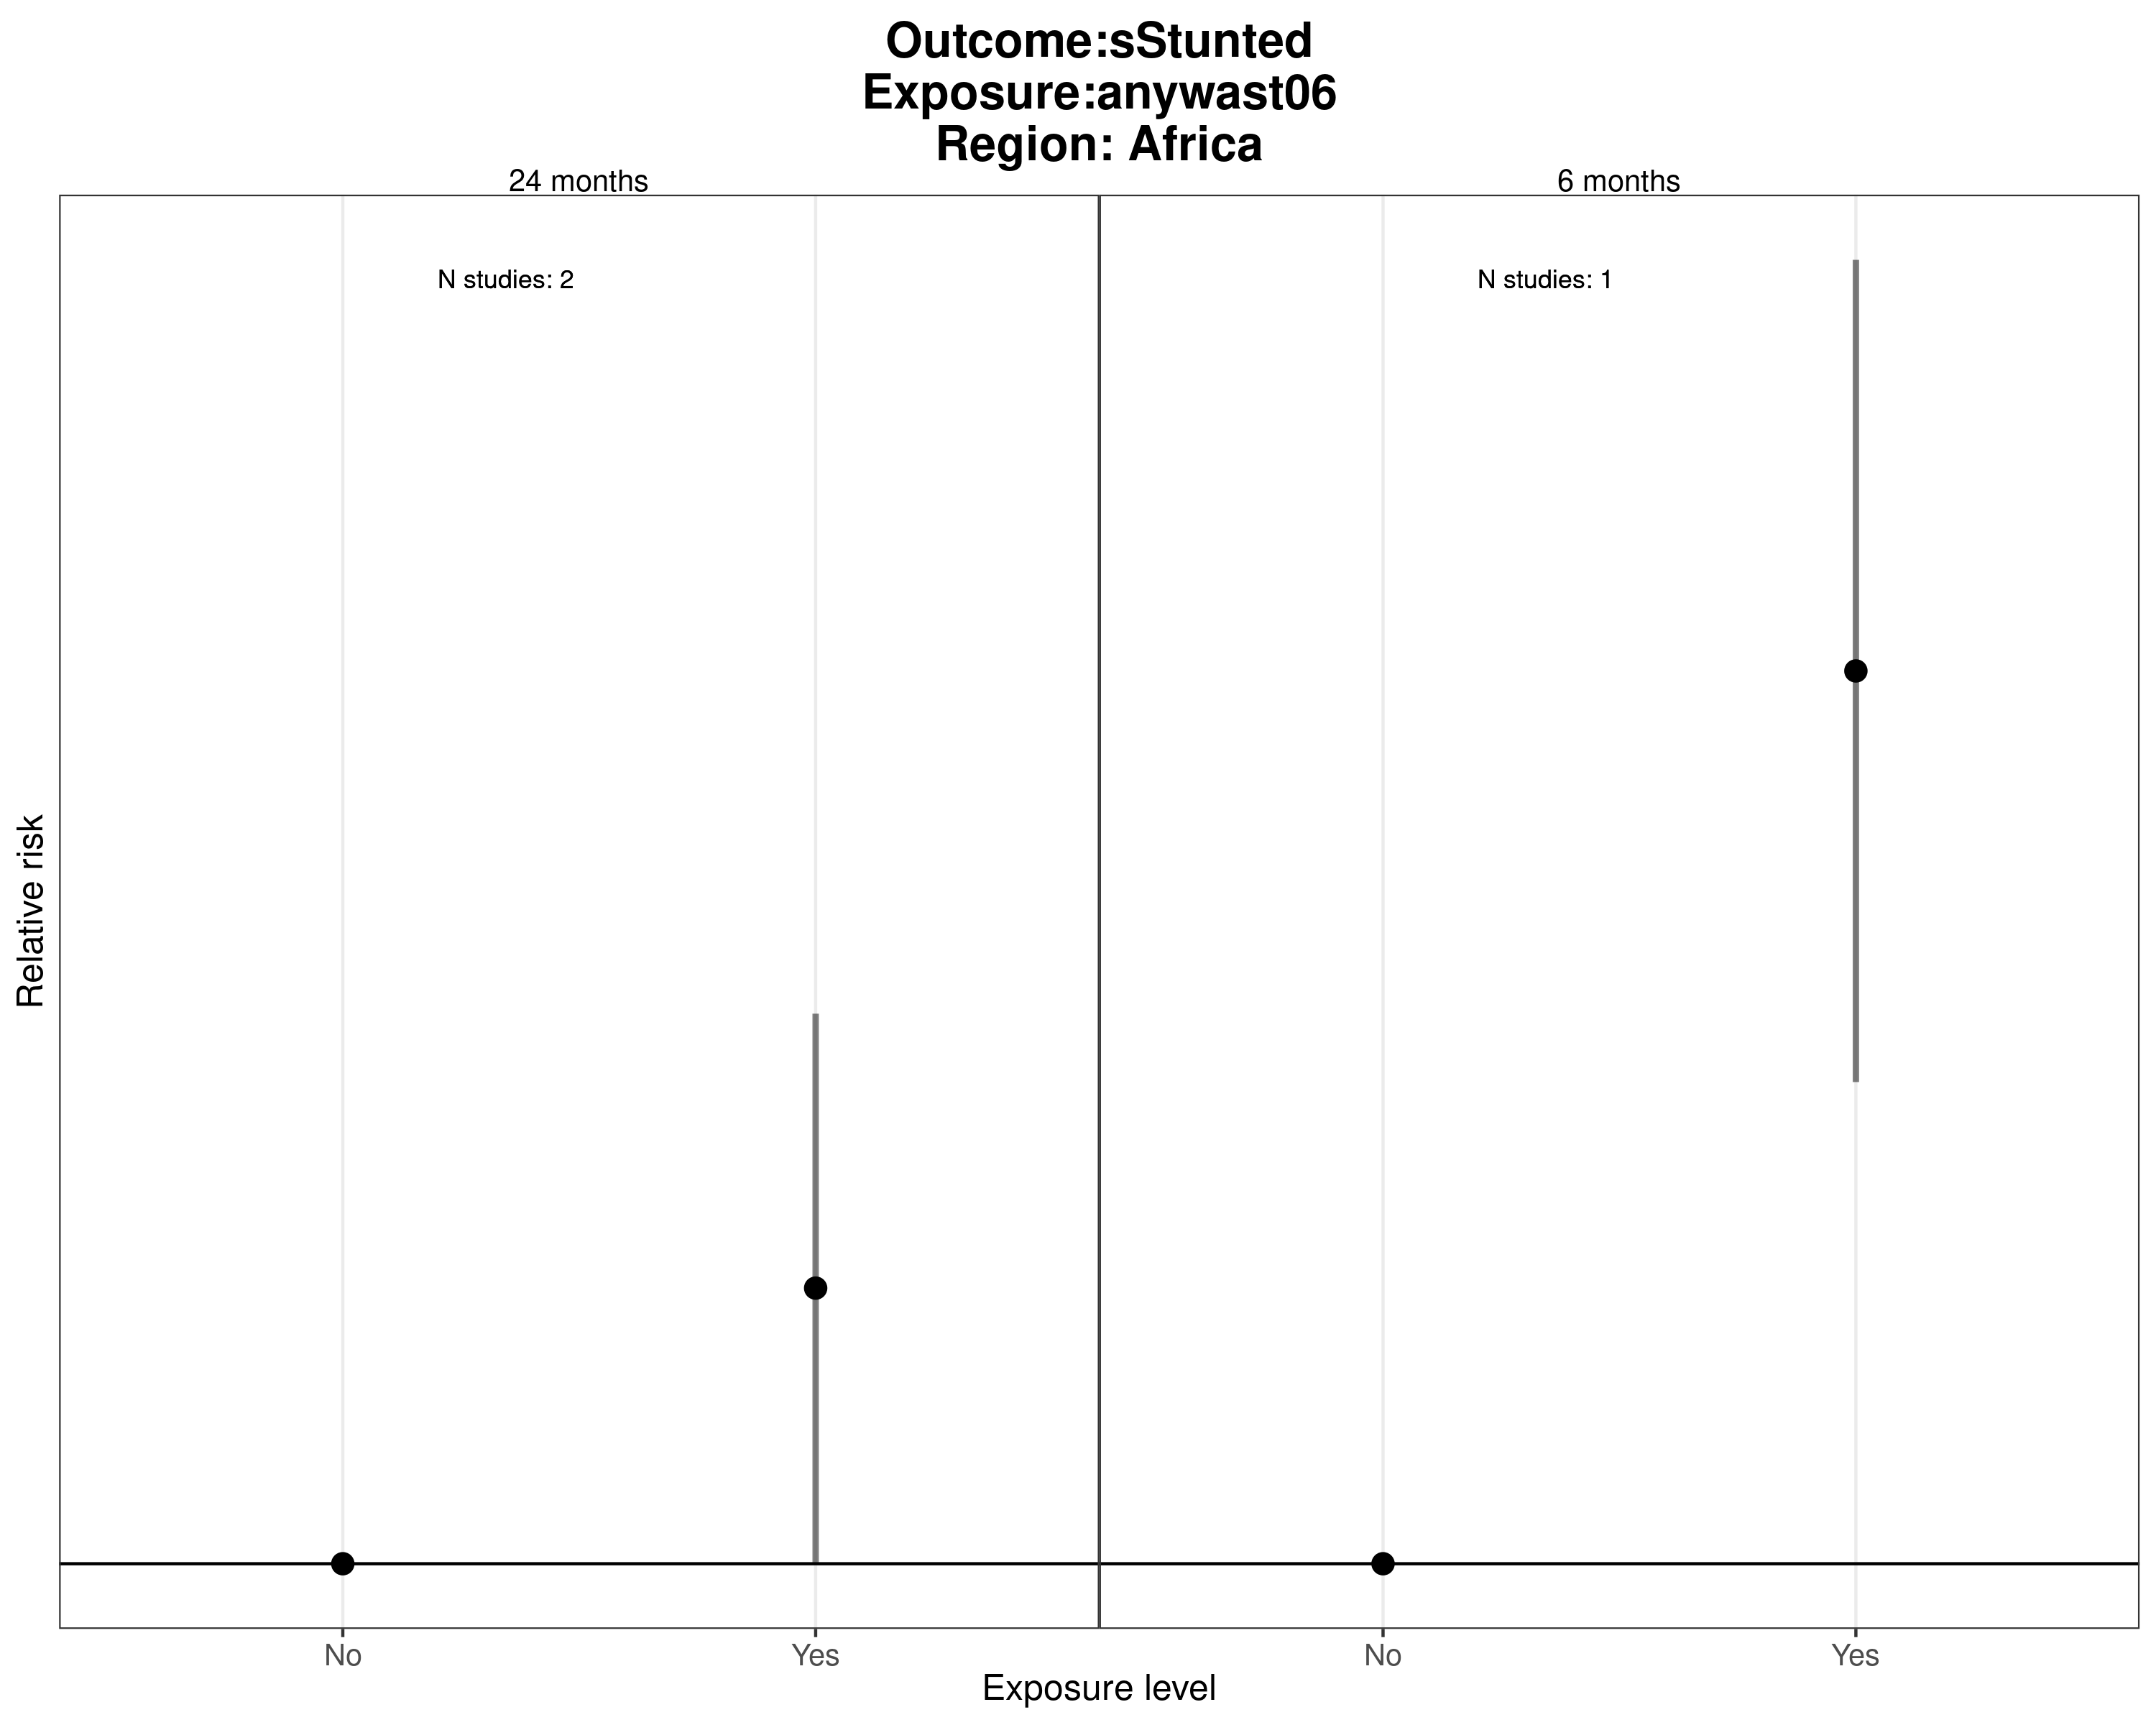 Outcome:sStunted
Exposure:anywast06
Region: Africa
24 months
6 months
N studies: 2
N studies: 1
Relative risk
No
Yes
No
Yes
Exposure level